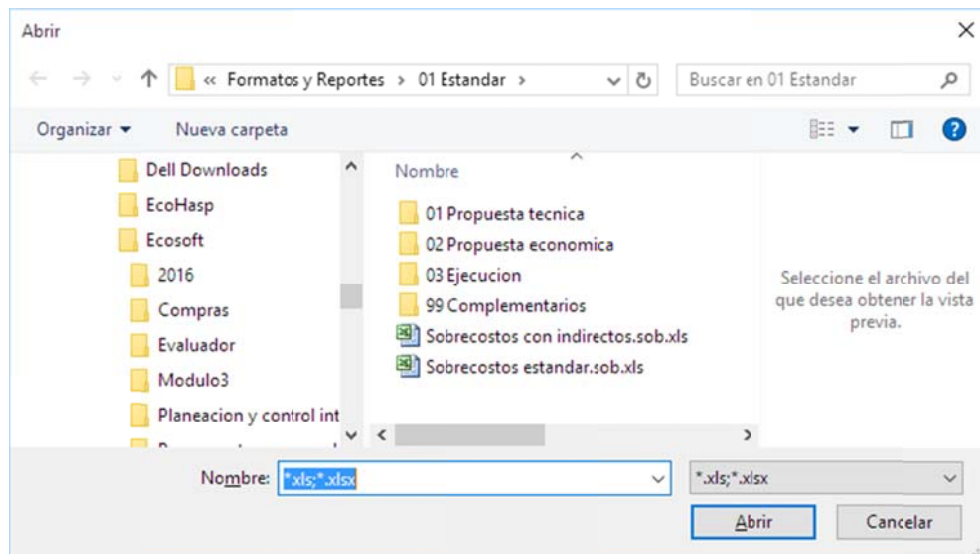 Abrir
« Formatos y Reportes > 01 Estandar >
Buscar en 01 Estandar
Organizar
Nueva carpeta
Dell Downloads
EcoHasp
Ecosoft
2016
Compras
Evaluador
Modulo3
Planeacion y control int
Nombre
01 Propuesta tecnica
02 Propuesta economica
03 Ejecucion
99 Complementarios
Sobrecostos con indirectos.sob.xls
Sobrecostos estandar.sob.xls
Seleccione el archivo del
que desea obtener la vista
previa.
Nombre: *.xls;*.xlsx
*.xls;*.xlsx
Abrir
Cancelar